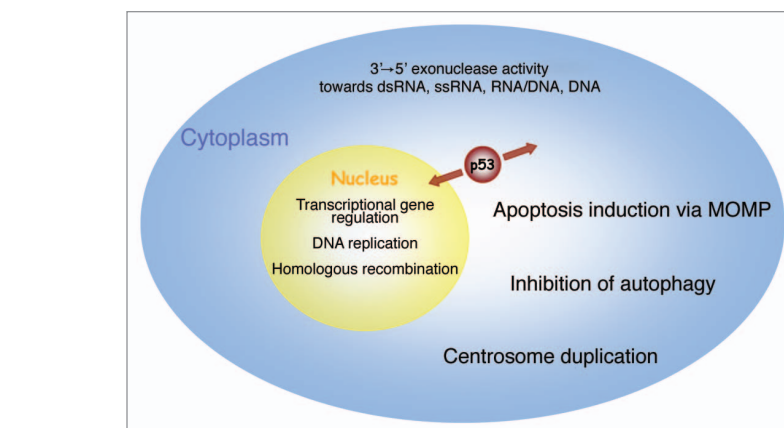 3'→5' exonuclease activity
towards dsRNA, ssRNA, RNA/DNA, DNA
Cytoplasm
p53
Nucleus
Transcriptional gene
regulation
DNA replication
Homologous recombination
Apoptosis induction via MOMP
Inhibition of autophagy
Centrosome duplication